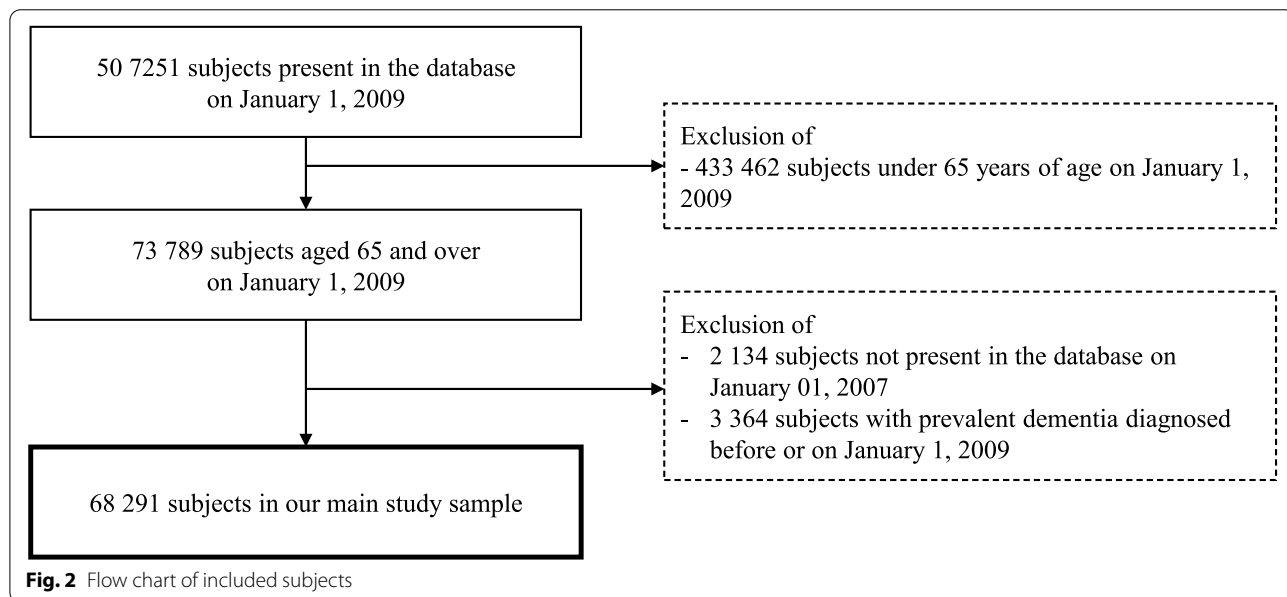 50 7251 subjects present in the database
on January 1, 2009
Exclusion of
- 433 462 subjects under 65 years of age on January 1,
2009
73 789 subjects aged 65 and over
on January 1, 2009
Exclusion of
- 2 134 subjects not present in the database on
January 01, 2007
- 3 364 subjects with prevalent dementia diagnosed
before or on January 1, 2009
68 291 subjects in our main study sample
Fig. 2 Flow chart of included subjects